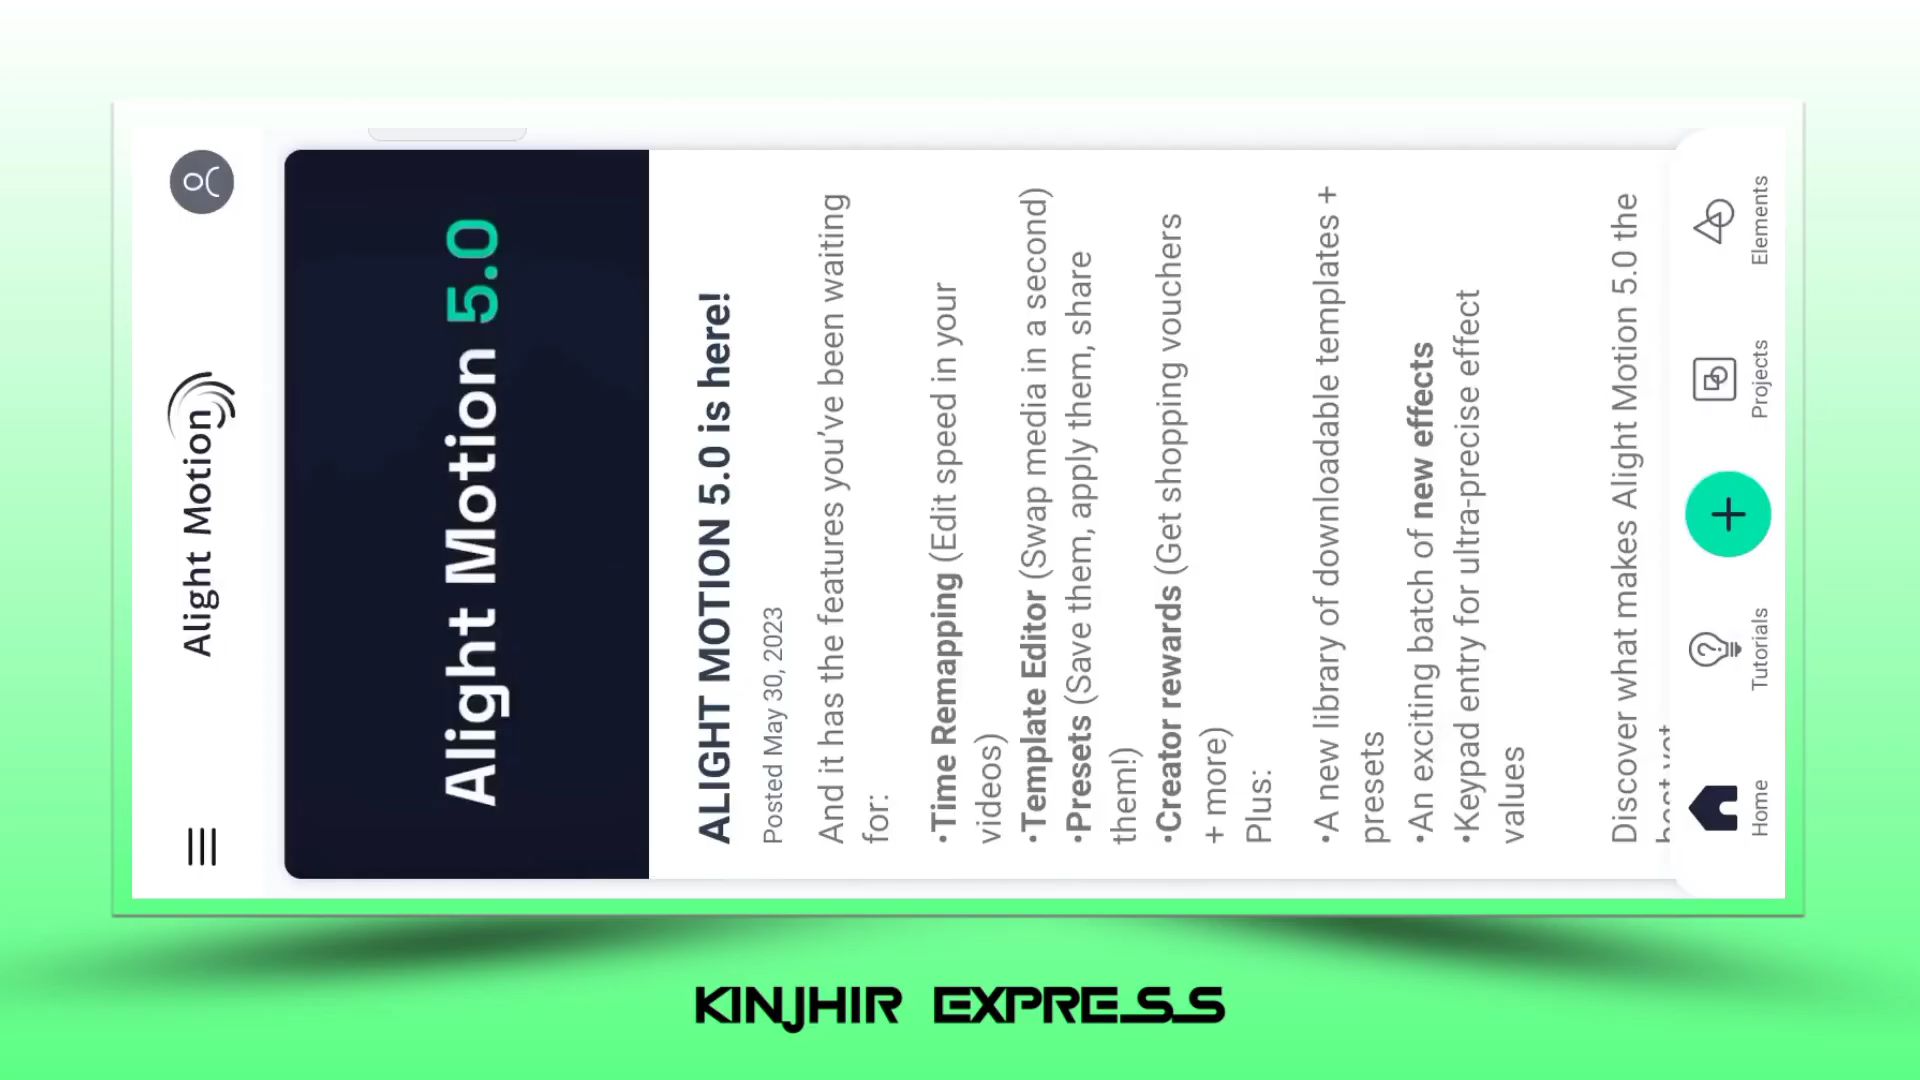 Alight Motion
Alight Motion 5.0
ALIGHT MOTION 5.0 is here!
Posted May 30, 2023
And it has the features you've been waiting
for:
•Time Remapping (Edit speed in your
videos)
•Template Editor (Swap media in a second)
•Presets (Save them, apply them, share
them!)
•Creator rewards (Get shopping vouchers
+ more)
Plus:
•A new library of downloadable templates +
presets
•An exciting batch of new effects
•Keypad entry for ultra-precise effect
values
Discover what makes Alight Motion 5.0 the
best yet
Home
Tutorials
Projects
Elements
KINJHIR EXPRESS